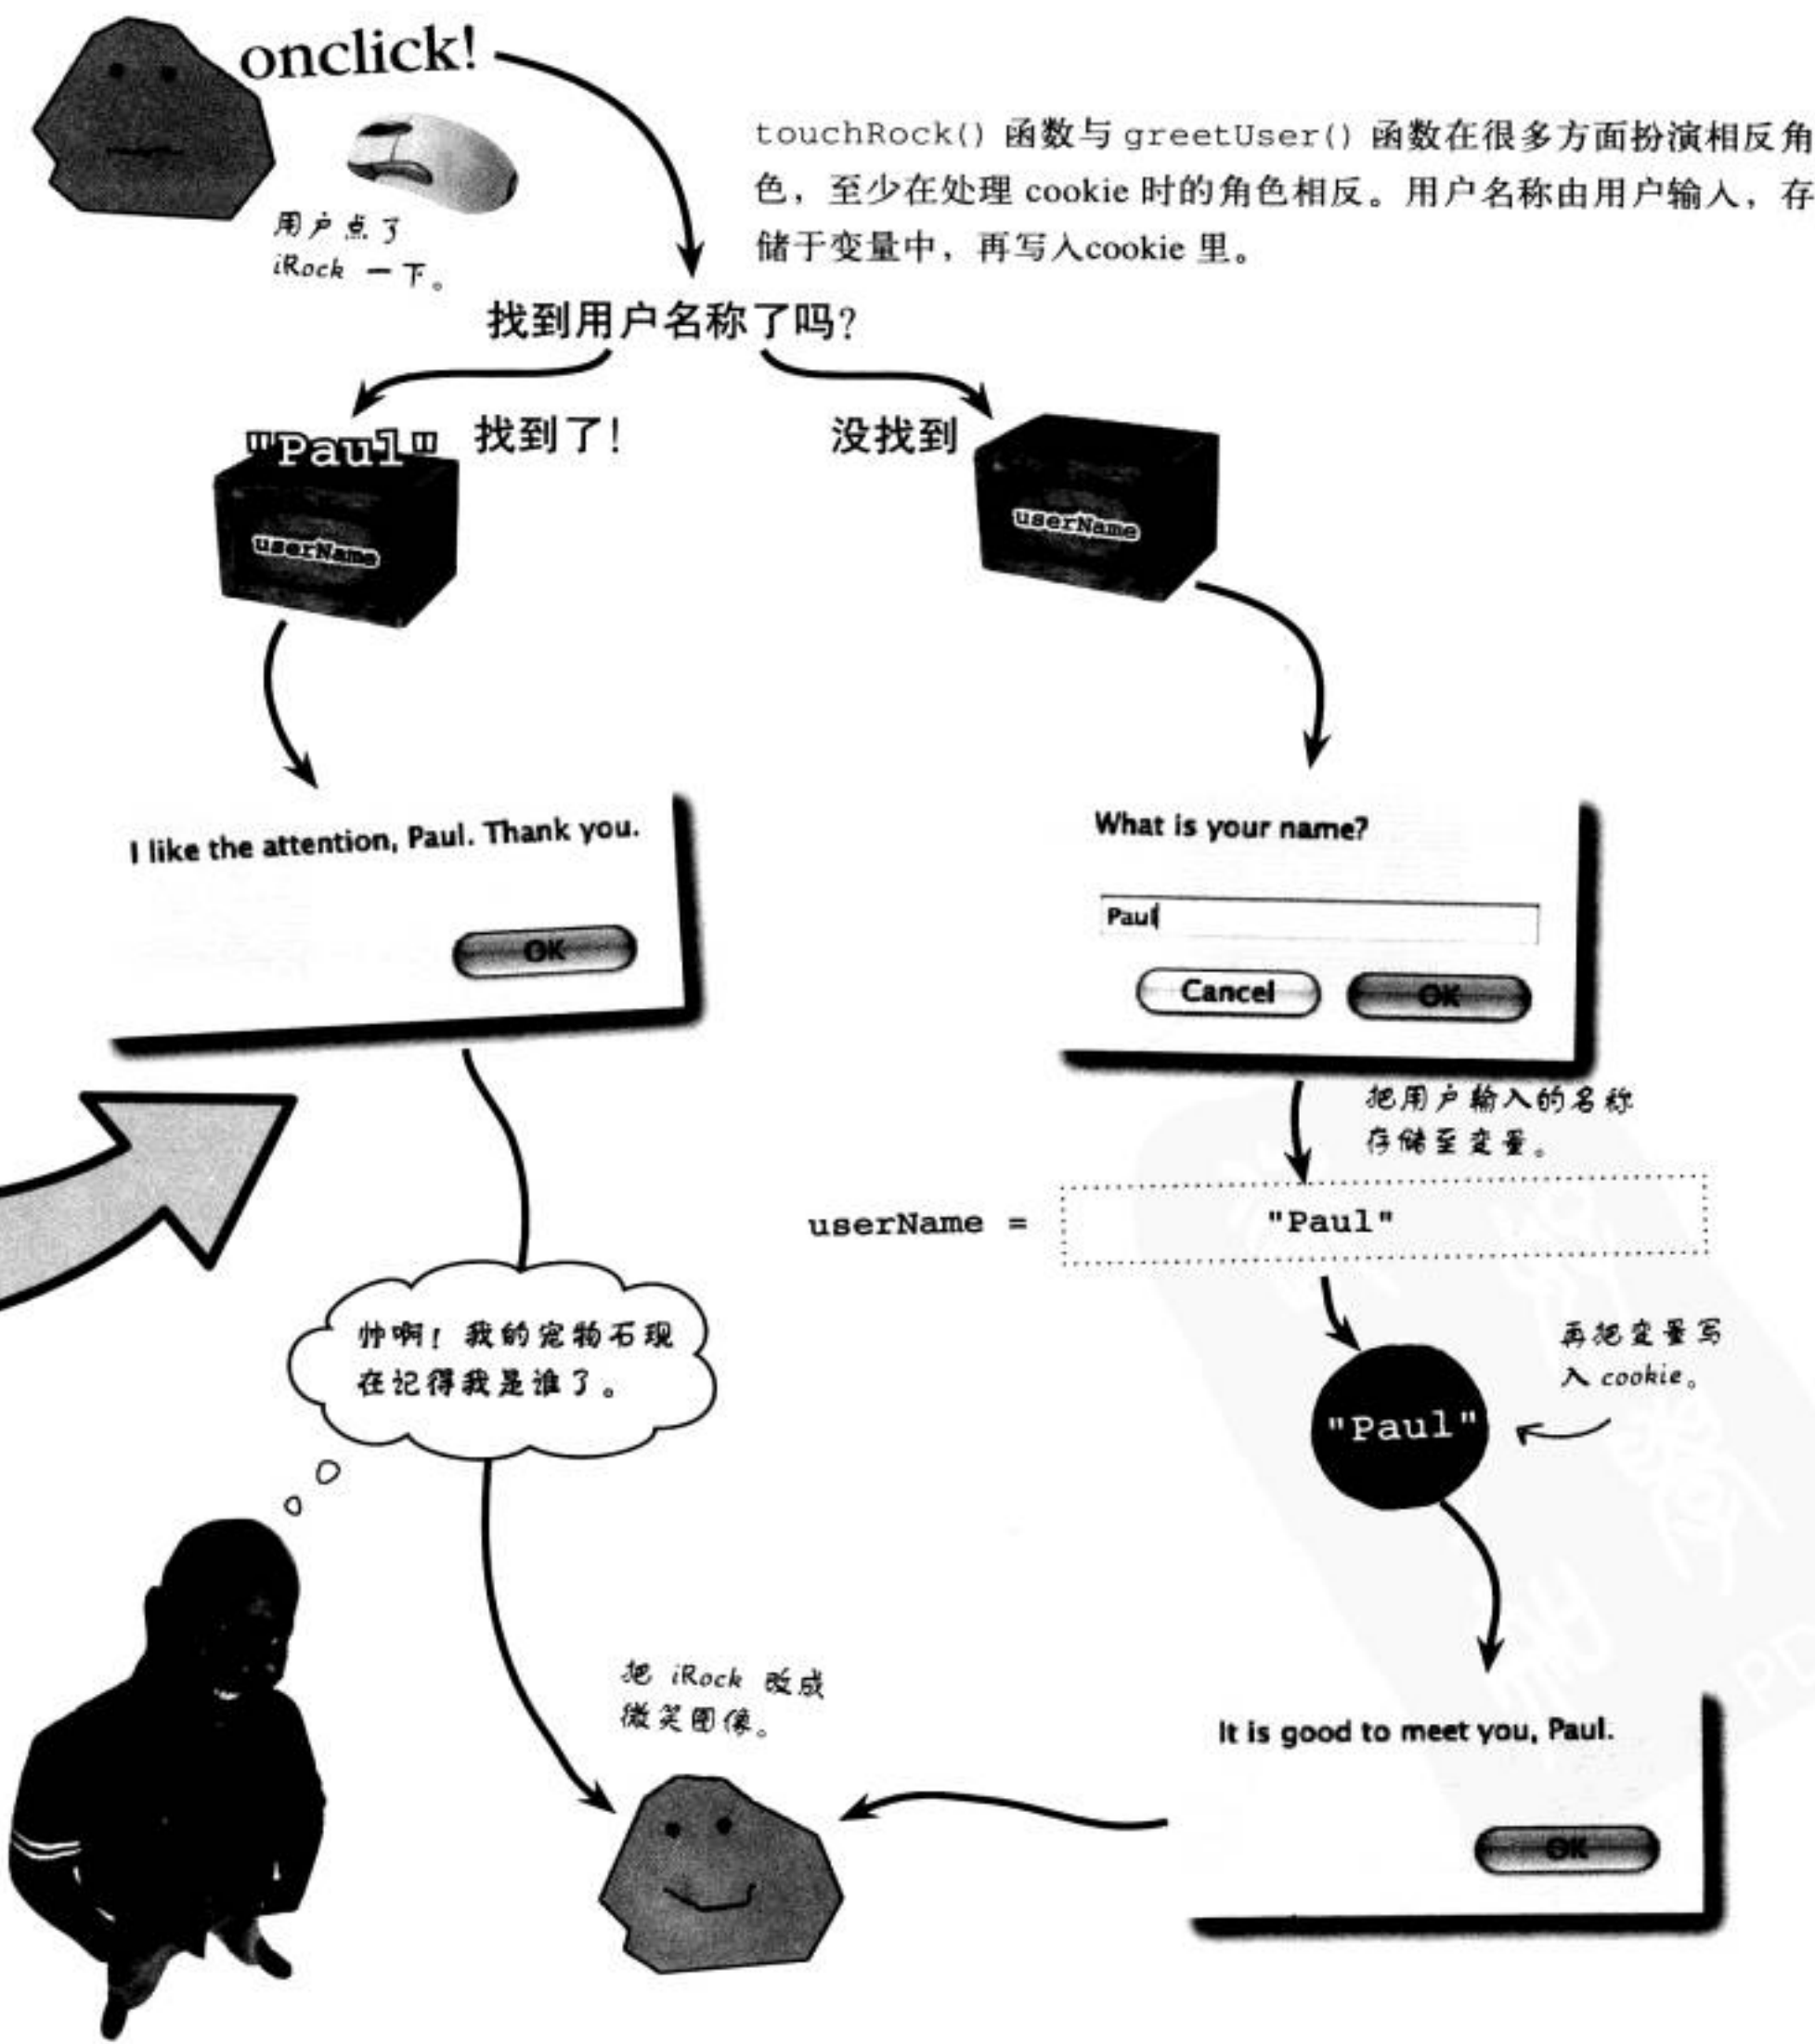 onclick!
touchRock() 函数与 greetUser() 函数在很多方面扮演相反角
色，至少在处理 cookie 时的角色相反。用户名称由用户输入，存
储于变量中，再写入cookie 里。
用户点了
iRock 一下。
找到用户名称了吗?
"Paul"
找到了!
没找到
userName
userName
I like the attention, Paul. Thank you.
OK
What is your name?
Paul
Cancel
OK
把用户输入的名称
存储至变量。
userName = "Paul"
帅啊! 我的宠物石现
在记得我是谁了。
再把变量写
入 cookie。
"Paul"
把 iRock 改成
微笑图像。
It is good to meet you, Paul.
OK